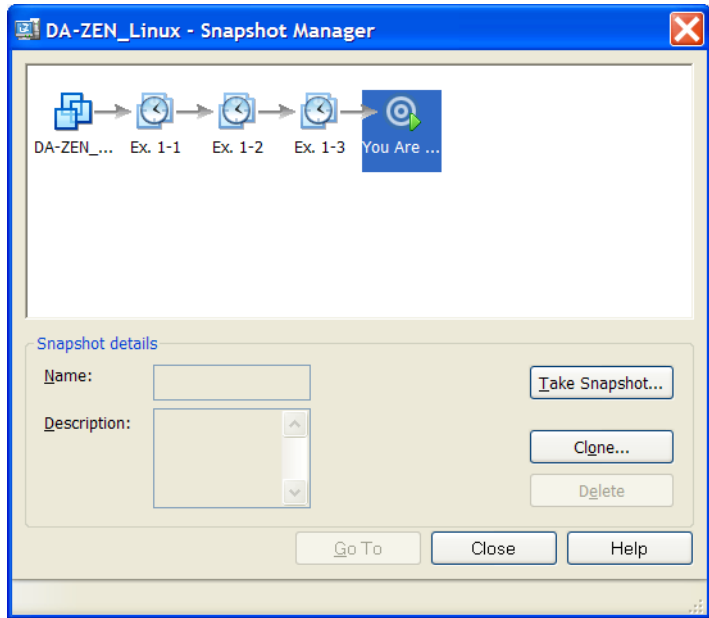 DA-ZEN_Linux - Snapshot Manager
DA-ZEN_... Ex. 1-1 Ex. 1-2 Ex. 1-3 You Are ...
Snapshot details
Name:
Take Snapshot...
Description:
Clone...
Delete
Go To Close Help